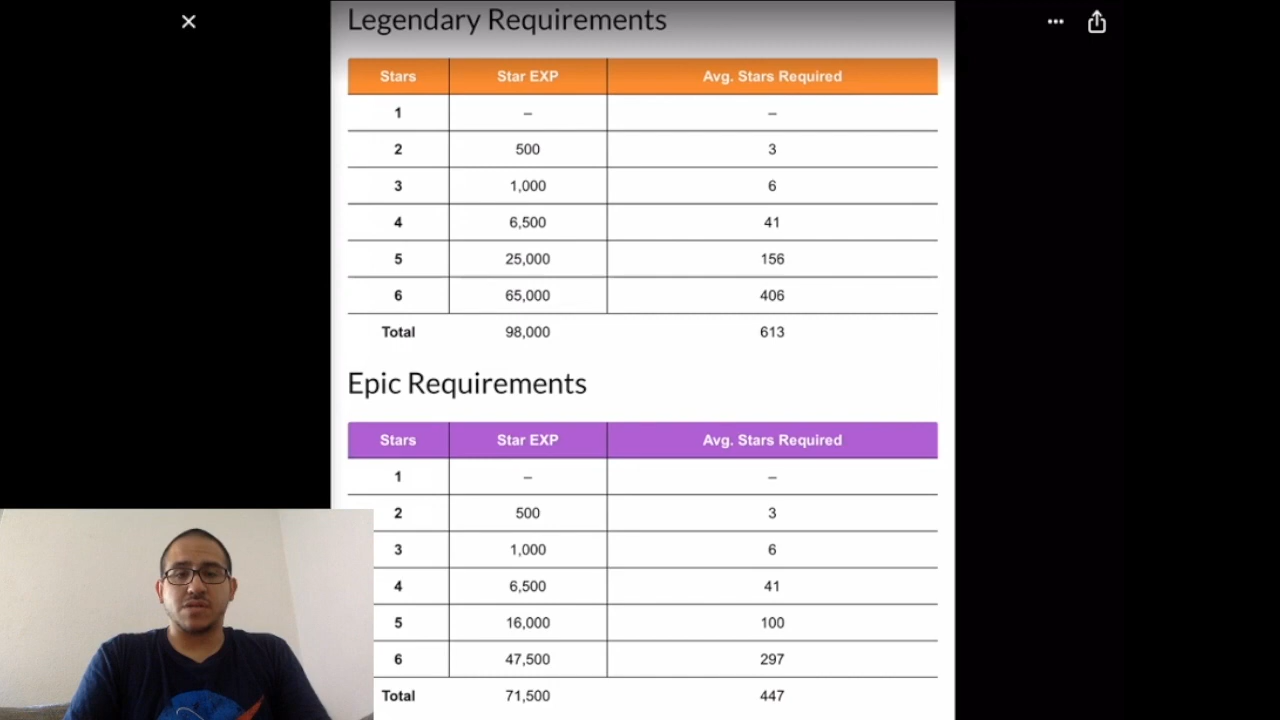 Legendary Requirements
Stars Star EXP Avg. Stars Required
1 – –
2 500 3
3 1,000 6
4 6,500 41
5 25,000 156
6 65,000 406
Total 98,000 613
Epic Requirements
Stars Star EXP Avg. Stars Required
1 – –
2 500 3
3 1,000 6
4 6,500 41
5 16,000 100
6 47,500 297
Total 71,500 447